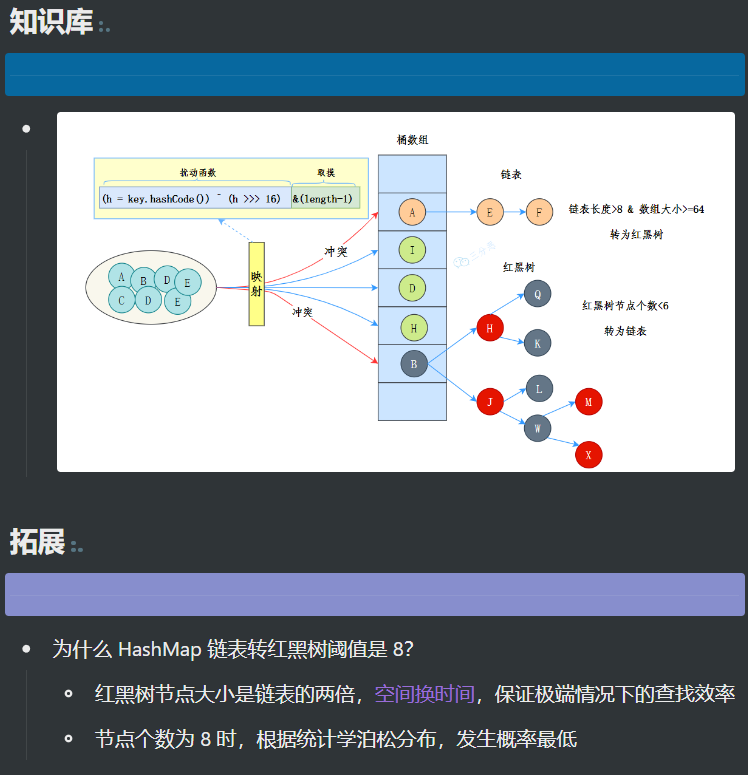 知识库
桶数组
扰动函数
取摸
(h = key.hashCode()) ^ (h >>> 16) &(length-1)
链表
A
E
F
链表长度>8 & 数组大小>=64
转为红黑树
冲突
I
三分恶
红黑树
映射
A
B
D
E
C
D
E
D
Q
红黑树节点个数<6
冲突
H
H
转为链表
K
B
L
J
M
W
X
拓展
为什么 HashMap 链表转红黑树阈值是 8?
红黑树节点大小是链表的两倍，空间换时间，保证极端情况下的查找效率
节点个数为 8 时，根据统计学泊松分布，发生概率最低